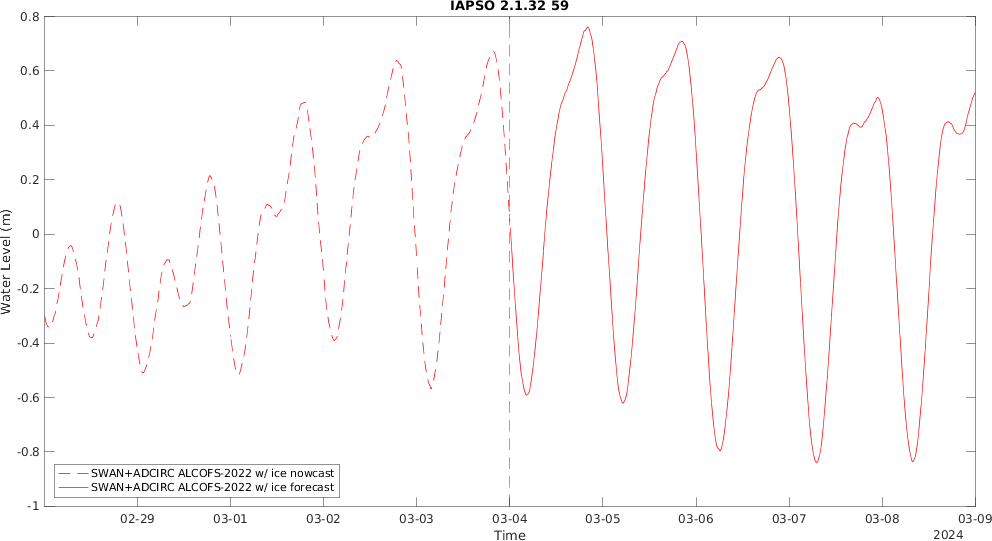 IAPSO 2.1.32 59
0.8
0.6
0.4
0.2
0
-0.2
-0.4
-0.6
-0.8
-1
Water Level (m)
SWAN+ADCIRC ALCOFS-2022 w/ ice nowcast
SWAN+ADCIRC ALCOFS-2022 w/ ice forecast
02-29 03-01 03-02 03-03 03-04 03-05 03-06 03-07 03-08 03-09
Time
2024